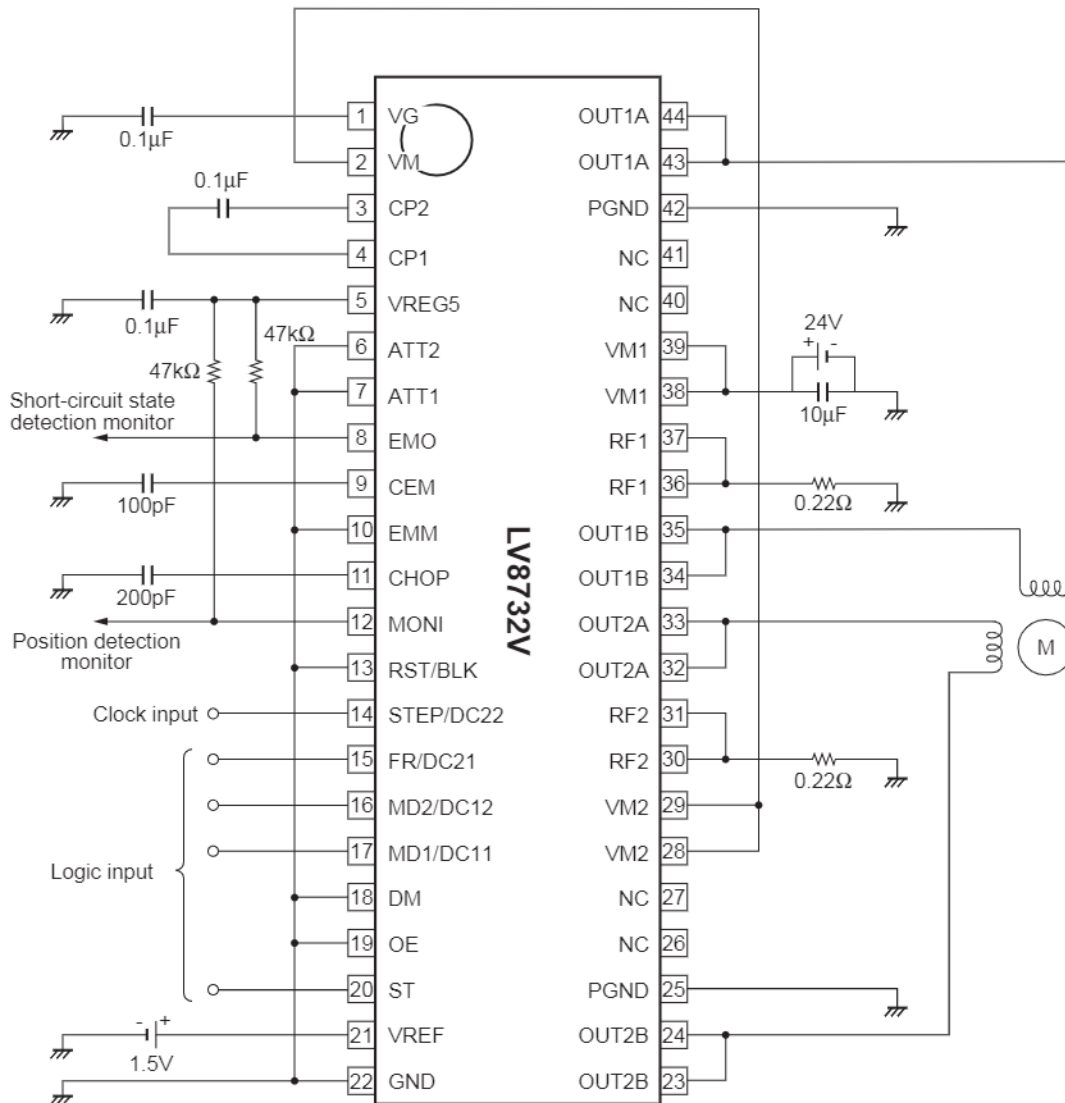 1 VG
0.1µF
2 VM
0.1µF
3 CP2
4 CP1
5 VREG5
0.1µF
47kΩ
47kΩ
6 ATT2
7 ATT1
Short-circuit state
detection monitor
8 EMO
9 CEM
100pF
10 EMM
11 CHOP
200pF
12 MONI
Position detection
monitor
13 RST/BLK
Clock input
14 STEP/DC22
15 FR/DC21
16 MD2/DC12
17 MD1/DC11
Logic input
18 DM
19 OE
20 ST
- +
21 VREF
1.5V
22 GND
LV8732V
OUT1A 44
OUT1A 43
PGND 42
NC 41
NC 40
24V
+ -
VM1 39
VM1 38
10µF
RF1 37
RF1 36
0.22Ω
OUT1B 35
OUT1B 34
OUT2A 33
M
OUT2A 32
RF2 31
RF2 30
0.22Ω
VM2 29
VM2 28
NC 27
NC 26
PGND 25
OUT2B 24
OUT2B 23